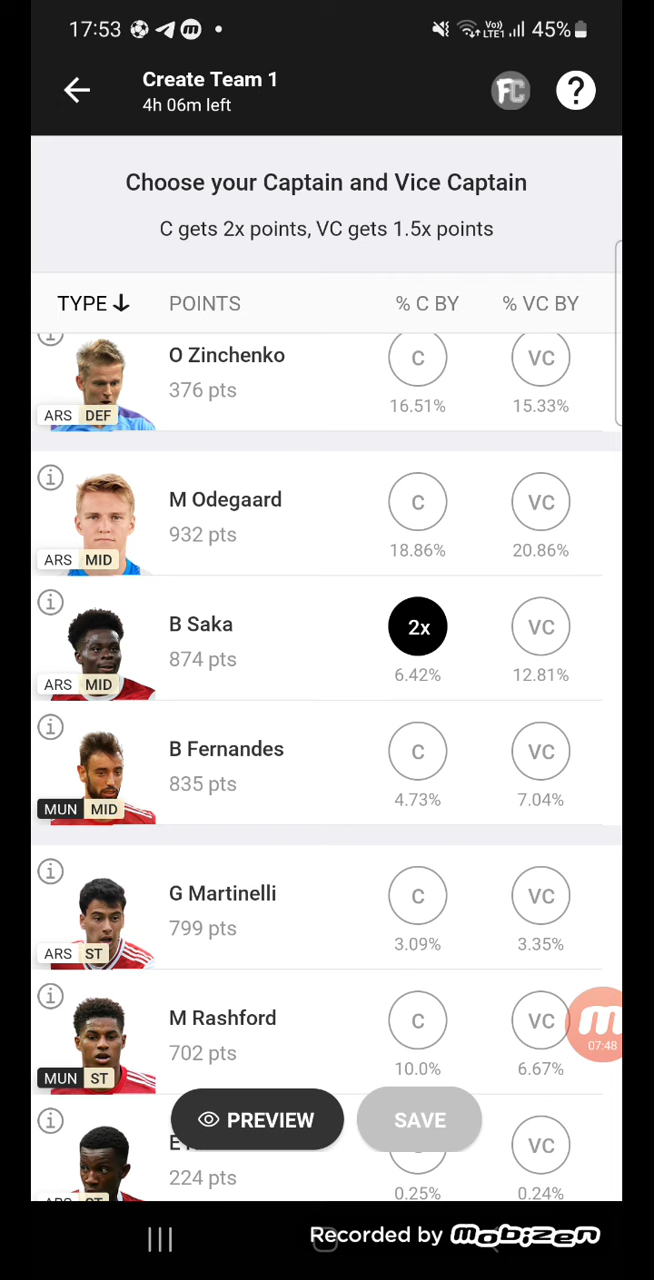 17:53 Vo) LTE1 45%
Create Team 1
4h 06m left
FC ?
Choose your Captain and Vice Captain
C gets 2x points, VC gets 1.5x points
TYPE POINTS % C BY % VC BY
O Zinchenko
376 pts
C VC
ARS DEF
16.51% 15.33%
M Odegaard
932 pts
C VC
ARS MID
18.86% 20.86%
B Saka
874 pts
2x VC
ARS MID
6.42% 12.81%
B Fernandes
835 pts
C VC
MUN MID
4.73% 7.04%
G Martinelli
799 pts
C VC
ARS ST
3.09% 3.35%
M Rashford
702 pts
C VC
MUN ST
10.0% 6.67%
07:48
PREVIEW SAVE
224 pts
VC
ARS ST
0.25% 0.24%
Recorded by mobizen